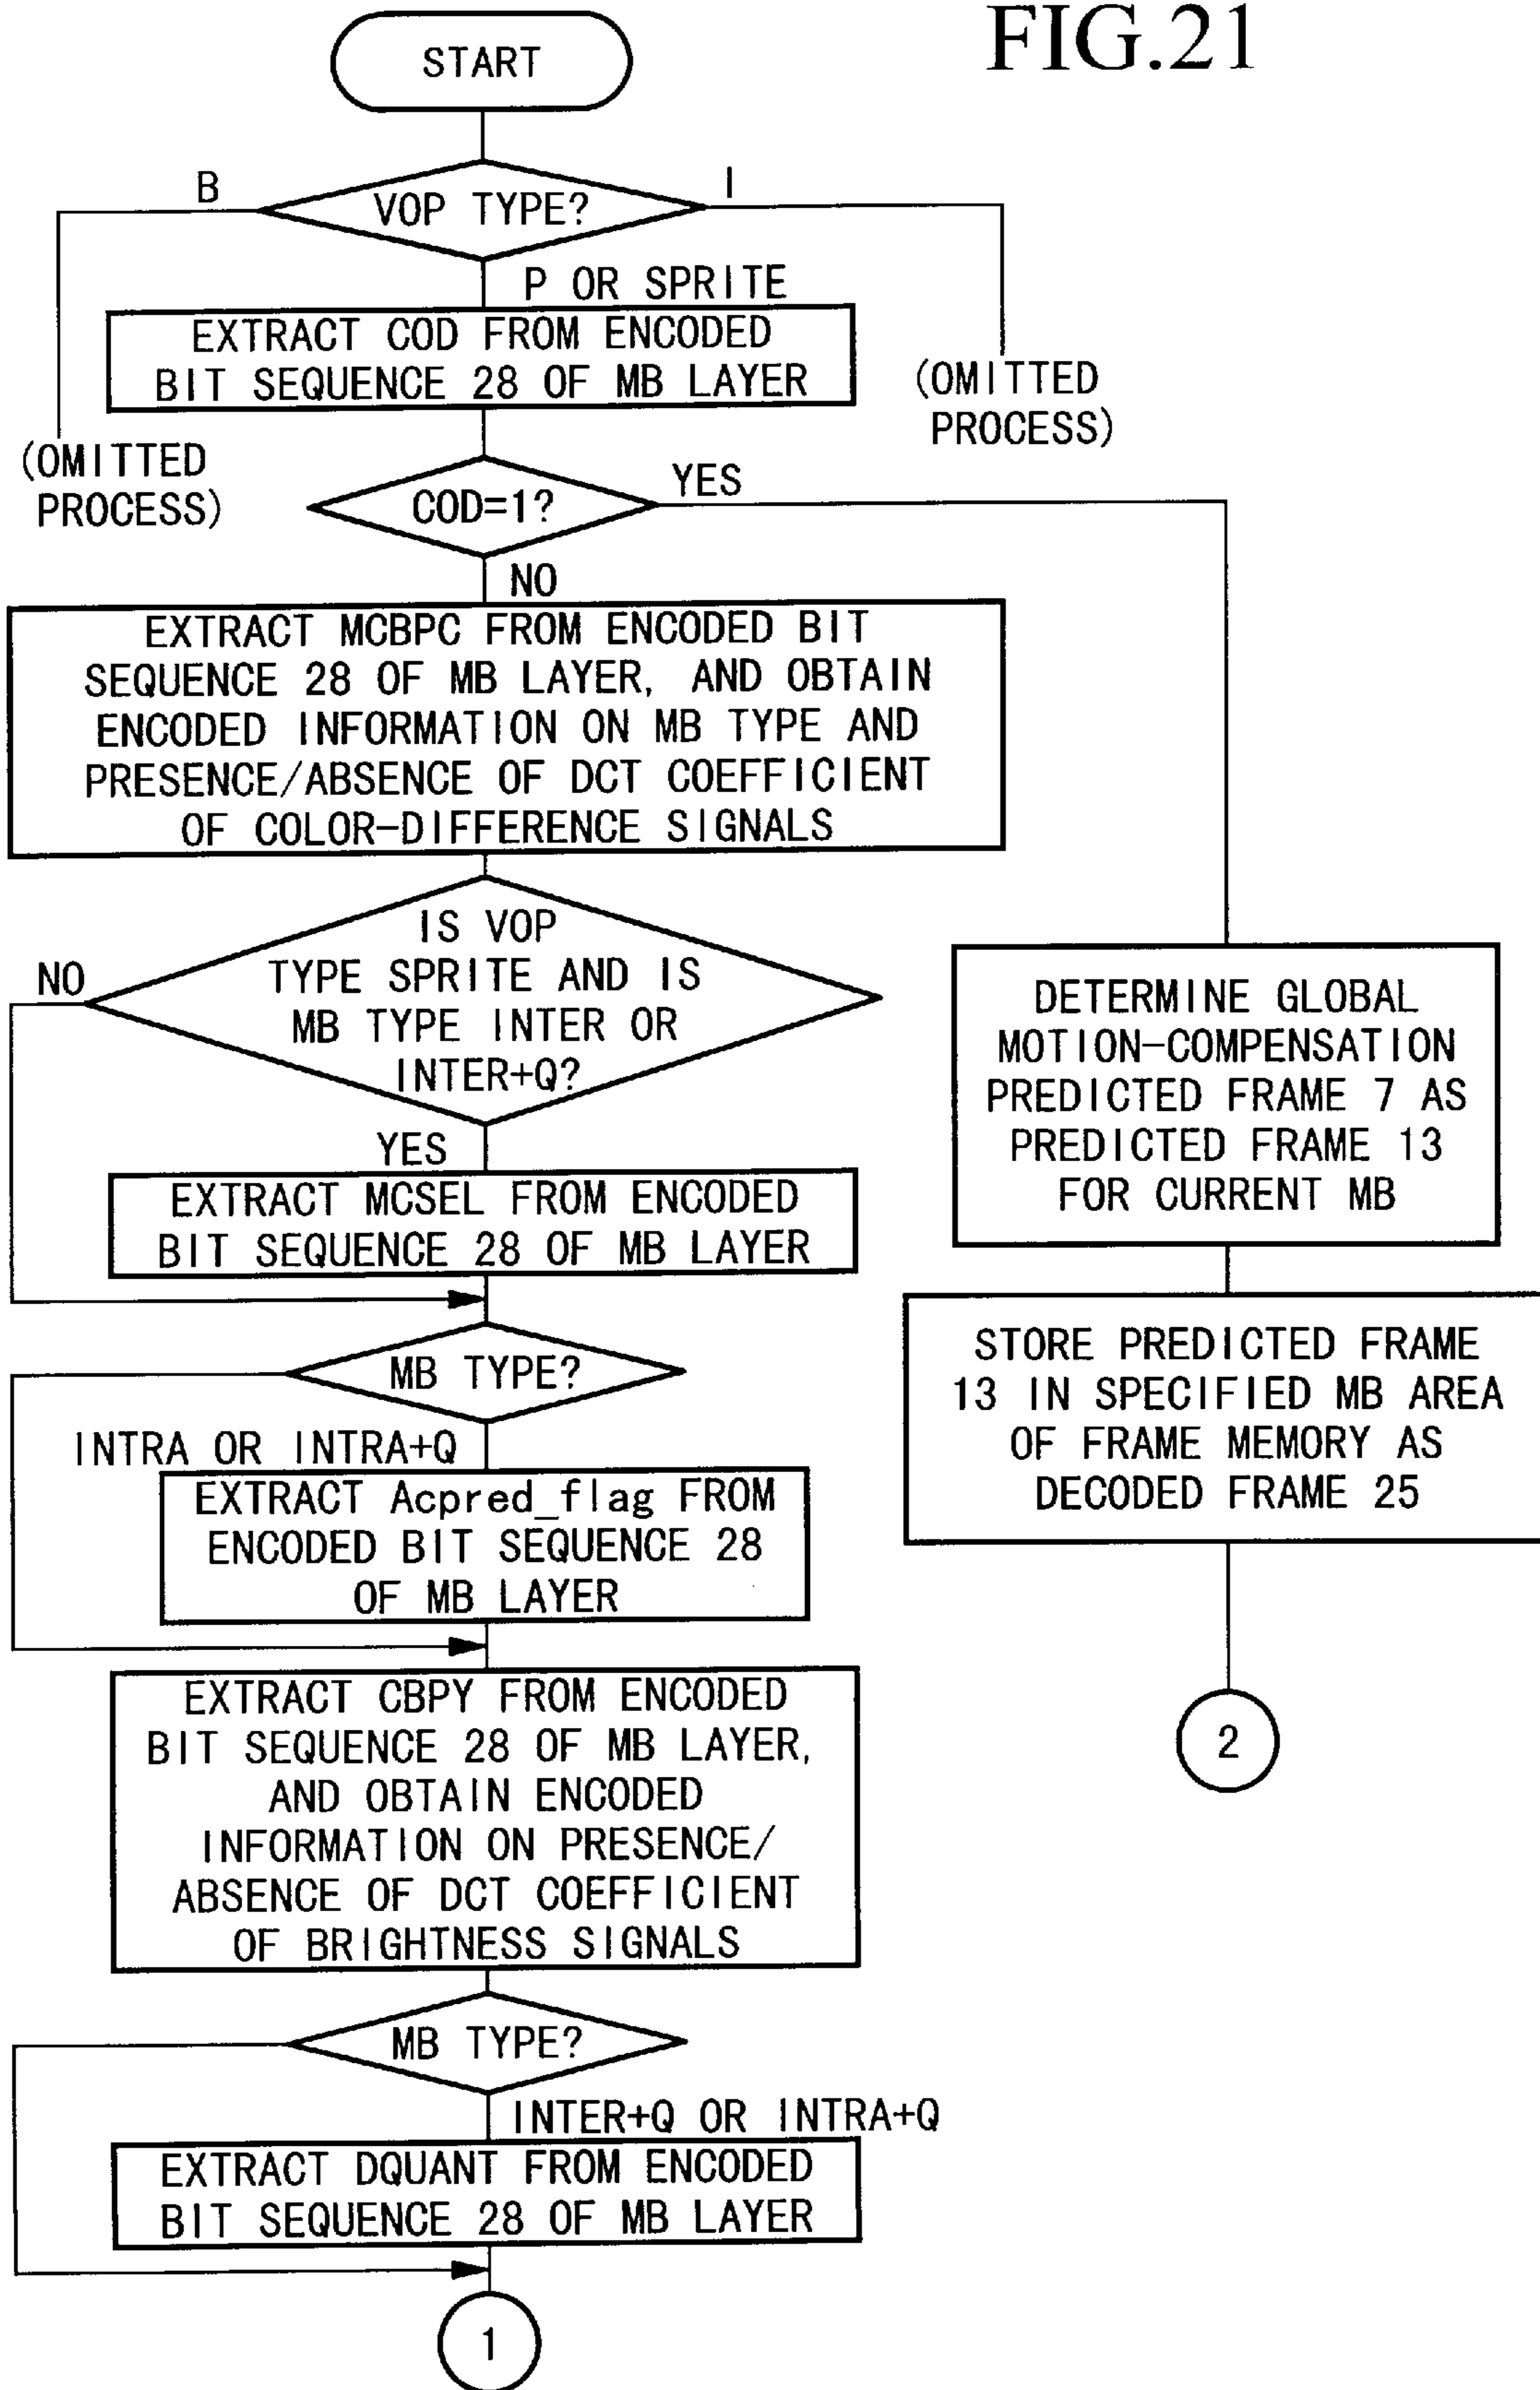 FIG.21
START
B
VOP TYPE?
I
P OR SPRITE
EXTRACT COD FROM ENCODED
BIT SEQUENCE 28 OF MB LAYER
(OMITTED
PROCESS)
(OMITTED
PROCESS)
COD=1?
YES
NO
EXTRACT MCBPC FROM ENCODED BIT
SEQUENCE 28 OF MB LAYER, AND OBTAIN
ENCODED INFORMATION ON MB TYPE AND
PRESENCE/ABSENCE OF DCT COEFFICIENT
OF COLOR-DIFFERENCE SIGNALS
IS VOP
TYPE SPRITE AND IS
MB TYPE INTER OR
INTER+Q?
NO
YES
EXTRACT MCSEL FROM ENCODED
BIT SEQUENCE 28 OF MB LAYER
MB TYPE?
INTRA OR INTRA+Q
EXTRACT Acpred_flag FROM
ENCODED BIT SEQUENCE 28
OF MB LAYER
EXTRACT CBPY FROM ENCODED
BIT SEQUENCE 28 OF MB LAYER,
AND OBTAIN ENCODED
INFORMATION ON PRESENCE/
ABSENCE OF DCT COEFFICIENT
OF BRIGHTNESS SIGNALS
MB TYPE?
INTER+Q OR INTRA+Q
EXTRACT DQUANT FROM ENCODED
BIT SEQUENCE 28 OF MB LAYER
1
DETERMINE GLOBAL
MOTION-COMPENSATION
PREDICTED FRAME 7 AS
PREDICTED FRAME 13
FOR CURRENT MB
STORE PREDICTED FRAME
13 IN SPECIFIED MB AREA
OF FRAME MEMORY AS
DECODED FRAME 25
2